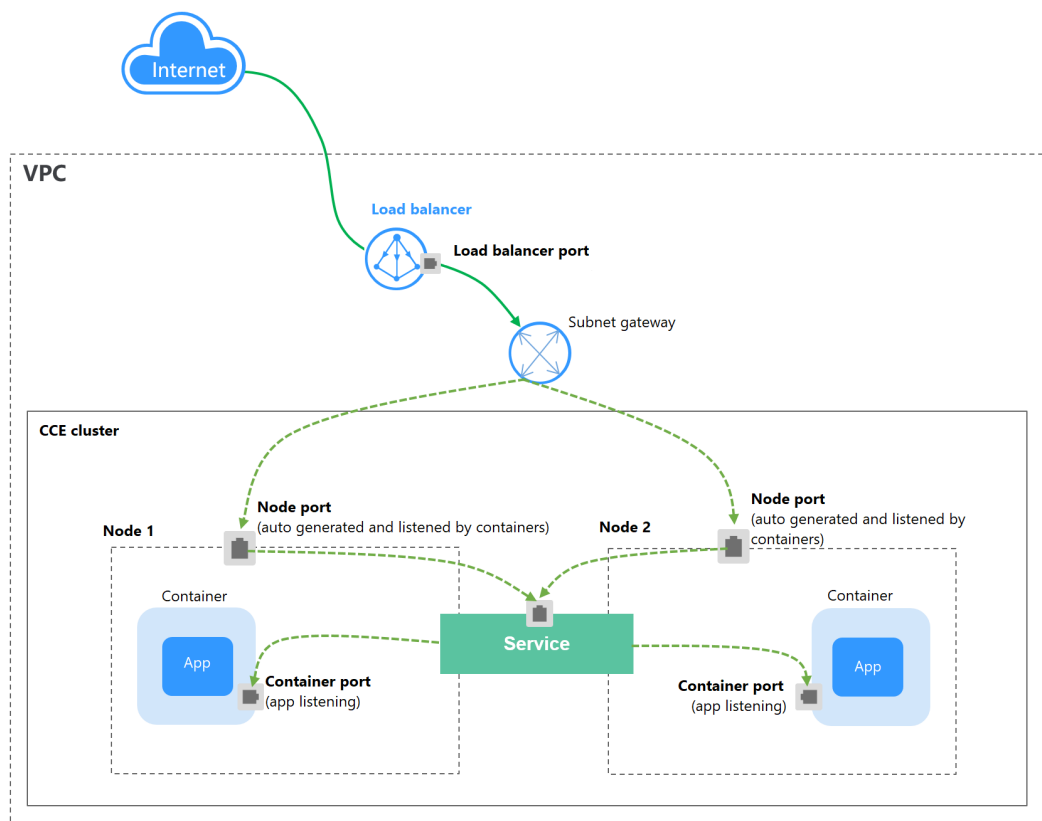 Internet
VPC
Load balancer
Load balancer port
Subnet gateway
CCE cluster
Node 1
Node port
(auto generated and listened by containers)
Node 2
Node port
(auto generated and listened by
containers)
Container
App
Container port
(app listening)
Service
Container
App
Container port
(app listening)